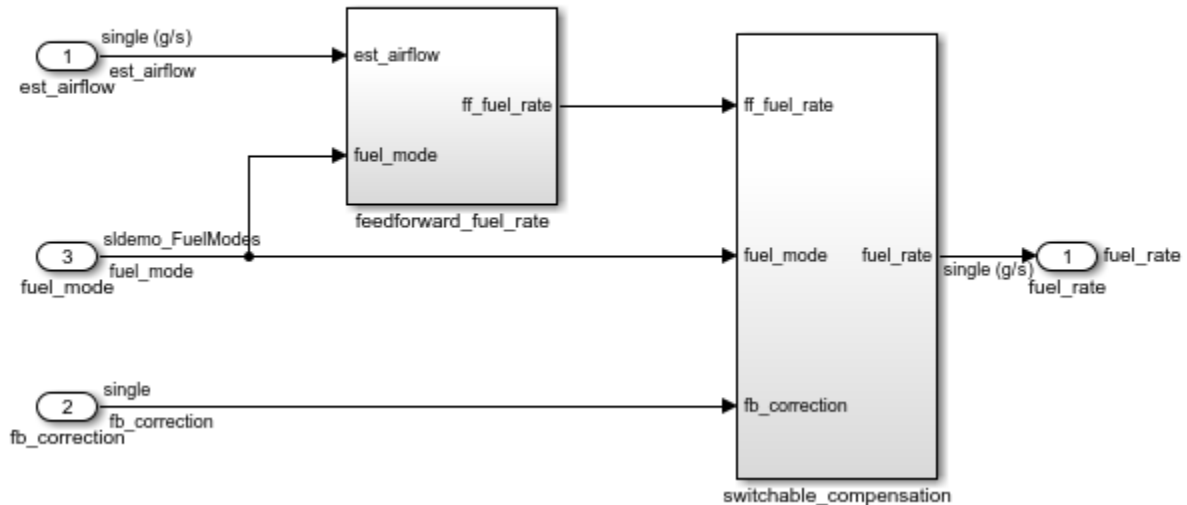 single (g/s)
1
est_airflow
est_airflow
est_airflow
ff_fuel_rate
fuel_mode
feedforward_fuel_rate
ff_fuel_rate
sldemo_FuelModes
3
fuel_mode
fuel_mode
fuel_mode
fuel_rate
single (g/s)
1
fuel_rate
fuel_rate
single
2
fb_correction
fb_correction
fb_correction
switchable_compensation